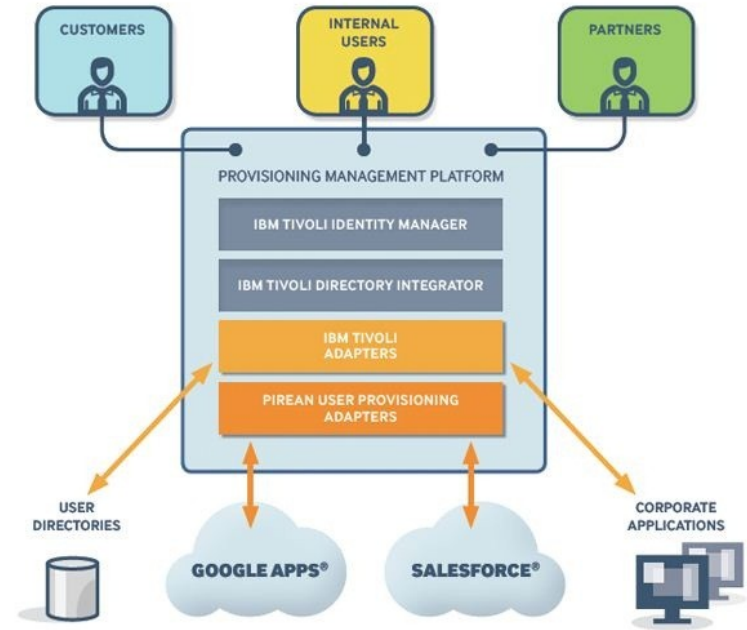 CUSTOMERS
INTERNAL
USERS
PARTNERS
PROVISIONING MANAGEMENT PLATFORM
IBM TIVOLI IDENTITY MANAGER
IBM TIVOLI DIRECTORY INTEGRATOR
IBM TIVOLI
ADAPTERS
PIREAN USER PROVISIONING
ADAPTERS
USER
DIRECTORIES
CORPORATE
APPLICATIONS
GOOGLE APPS®
SALESFORCE®